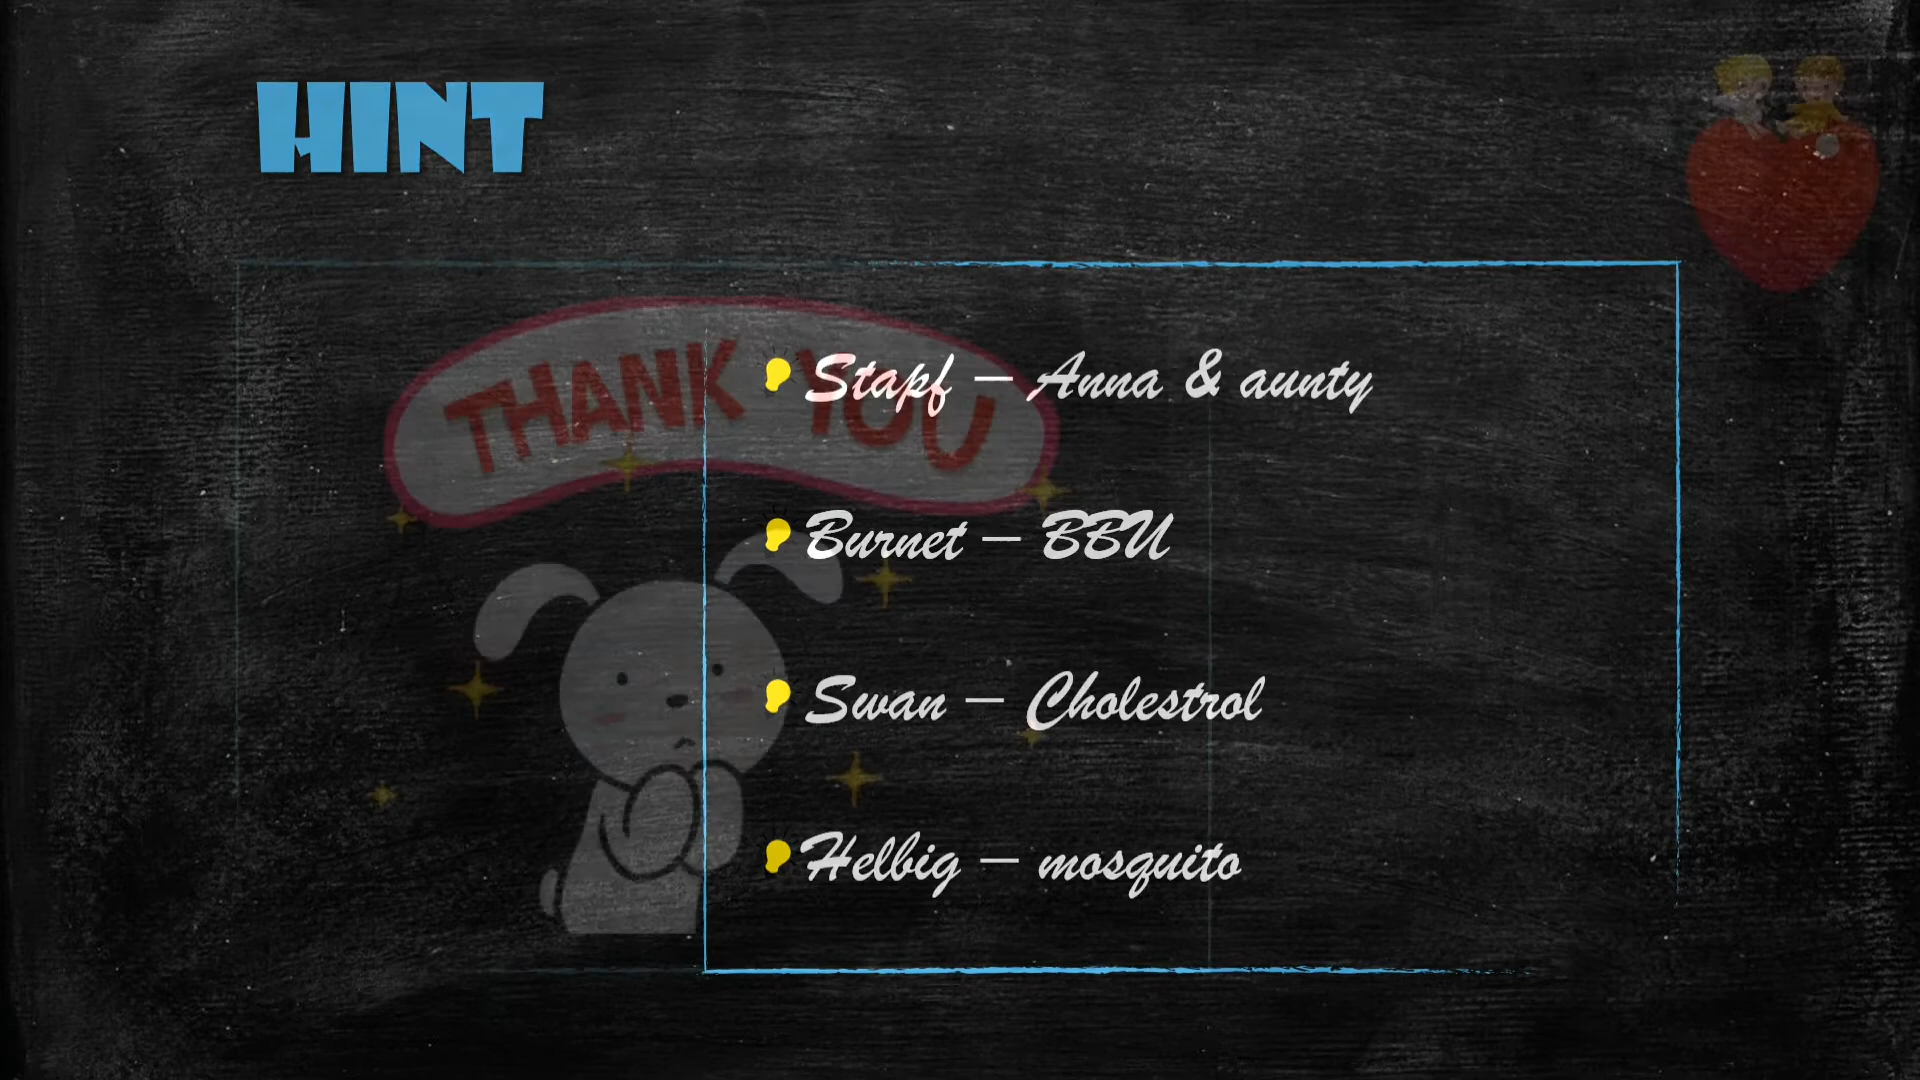 HINT
THANK YOU
Stapf – Anna & aunty
Burnet – BBU
Swan – Cholestrol
Helbig – mosquito